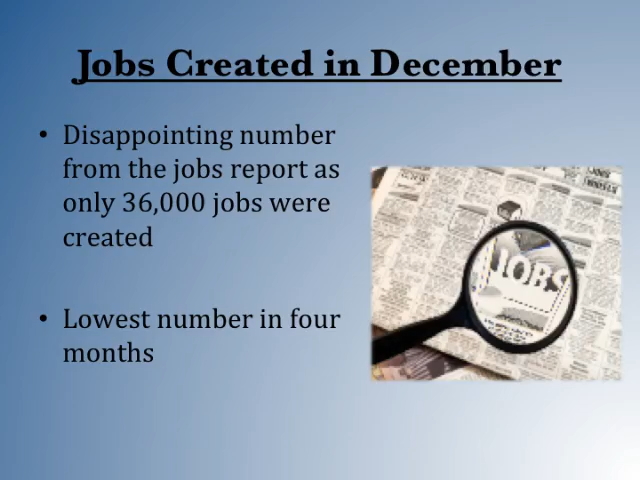 Jobs Created in December
• Disappointing number
from the jobs report as
only 36,000 jobs were
created
• Lowest number in four
months
JOBS